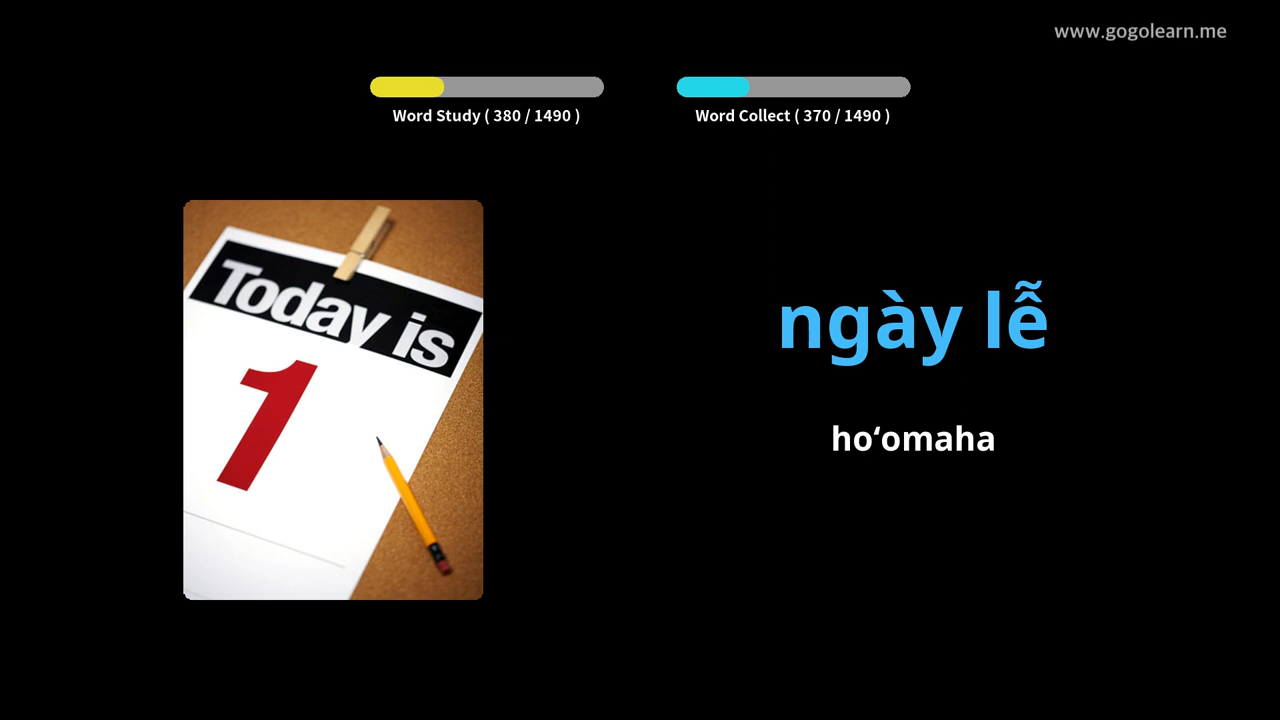 www.gogolearn.me
Word Study ( 380 / 1490 )
Word Collect ( 370 / 1490 )
Today is
1
ngày lễ
hoʻomaha